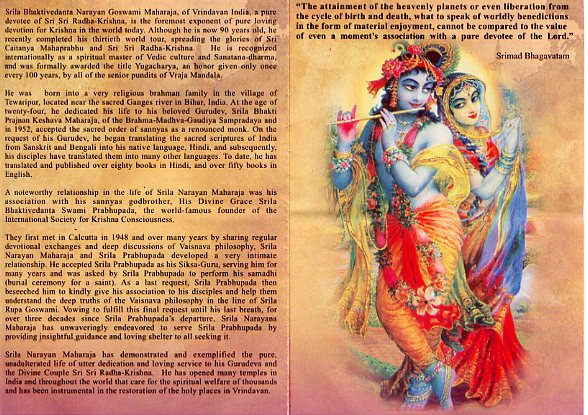 Srila Bhaktivedanta Narayan Goswami Maharaja, of Vrindavan India, a pure
devotee of Sri Sri Radha-Krishna, is the foremost exponent of pure loving
devotion for Krishna in the world today. Although he is now 90 years old, he
recently completed his thirtieth world tour, spreading the glories of Sri
Caitanya Mahaprabhu and Sri Sri Radha-Krishna. He is recognized
internationally as a spiritual master of Vedic culture and Sanatana-dharma,
and was formally awarded the title Yugacharya, an honor given only once
every 100 years, by all of the senior pundits of Vraja Mandala.
He was born into a very religious brahman family in the village of
Tewaripur, located near the sacred Ganges river in Bihar, India. At the age of
twenty-four, he dedicated his life to his beloved Gurudev, Srila Bhakti
Prajnan Keshava Maharaja, of the Brahma-Madhva-Gaudiya Sampradaya and
in 1952, accepted the sacred order of sannyas as a renounced monk. On the
request of his Gurudev, he began translating the sacred scriptures of India
from Sanskrit and Bengali into his native language, Hindi, and subsequently,
his disciples have translated them into many other languages. To date, he has
translated and published over eighty books in Hindi, and over fifty books in
English.
A noteworthy relationship in the life of Srila Narayan Maharaja was his
association with his sannyas godbrother, His Divine Grace Srila
Bhaktivedanta Swami Prabhupada, the world-famous founder of the
International Society for Krishna Consciousness.
They first met in Calcutta in 1948 and over many years by sharing regular
devotional exchanges and deep discussions of Vaisnava philosophy, Srila
Narayan Maharaja and Srila Prabhupada developed a very intimate
relationship. He accepted Srila Prabhupada as his Siksa-Guru, serving him for
many years and was asked by Srila Prabhupada to perform his samadhi
(burial ceremony for a saint). As a last request, Srila Prabhupada then
beseeched him to kindly give his association to his disciples and help them
understand the deep truths of the Vaisnava philosophy in the line of Srila
Rupa Goswami. Vowing to fulfill this final request until his last breath, for
over three decades since Srila Prabhupada's departure, Srila Narayana
Maharaja has unwaveringly endeavored to serve Srila Prabhupada by
providing insightful guidance and loving shelter to all seeking it.
Srila Narayan Maharaja has demonstrated and exemplified the pure,
unadulterated life of utter dedication and loving service to his Gurudeva and
the Divine Couple Sri Sri Radha-Krishna. He has opened many temples in
India and throughout the world that care for the spiritual welfare of thousands
and has been instrumental in the restoration of the holy places in Vrindavan.
"The attainment of the heavenly planets or even liberation from
the cycle of birth and death, what to speak of worldly benedictions
in the form of material enjoyment, cannot be compared to the value
of even a moment's association with a pure devotee of the Lord."
Srimad Bhagavatam